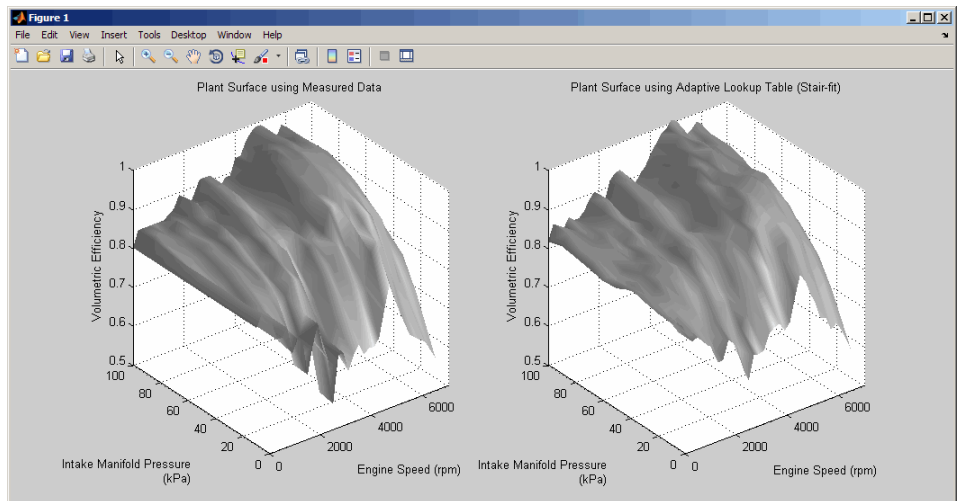 Figure 1
File Edit View Insert Tools Desktop Window Help
Plant Surface using Measured Data
Volumetric Efficiency
1
0.9
0.8
0.7
0.6
0.5
100
80
60
40
20
0
0
2000
4000
6000
Intake Manifold Pressure
(kPa)
Engine Speed (rpm)
Plant Surface using Adaptive Lookup Table (Stair-fit)
Volumetric Efficiency
1
0.9
0.8
0.7
0.6
0.5
100
80
60
40
20
0
0
2000
4000
6000
Intake Manifold Pressure
(kPa)
Engine Speed (rpm)